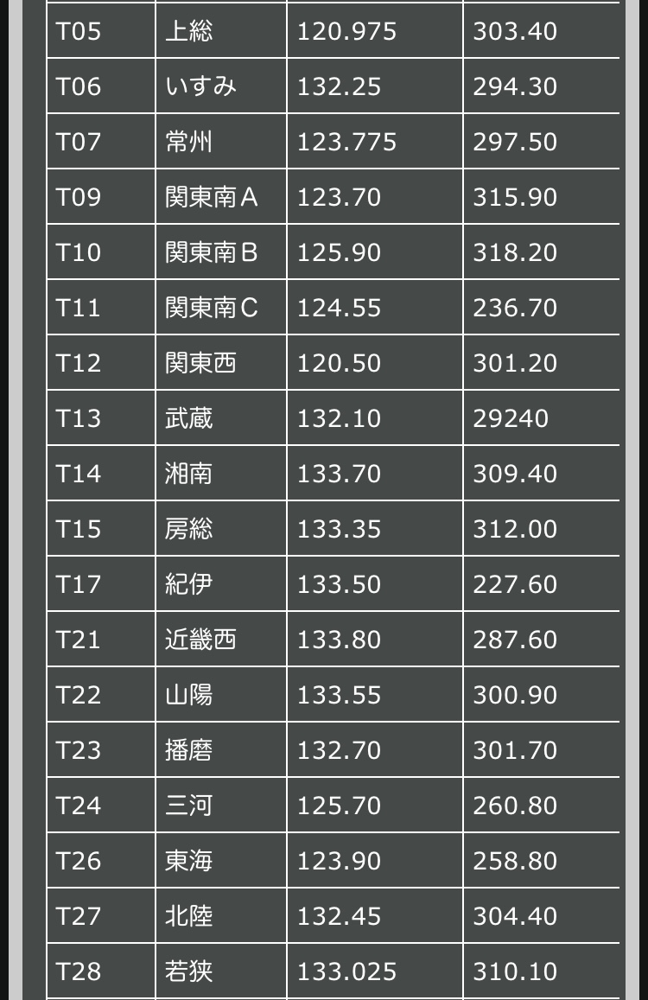 T05 上総 120.975 303.40
T06 いすみ 132.25 294.30
T07 常州 123.775 297.50
T09 関東南A 123.70 315.90
T10 関東南B 125.90 318.20
T11 関東南C 124.55 236.70
T12 関東西 120.50 301.20
T13 武蔵 132.10 29240
T14 湘南 133.70 309.40
T15 房総 133.35 312.00
T17 紀伊 133.50 227.60
T21 近畿西 133.80 287.60
T22 山陽 133.55 300.90
T23 播磨 132.70 301.70
T24 三河 125.70 260.80
T26 東海 123.90 258.80
T27 北陸 132.45 304.40
T28 若狭 133.025 310.10